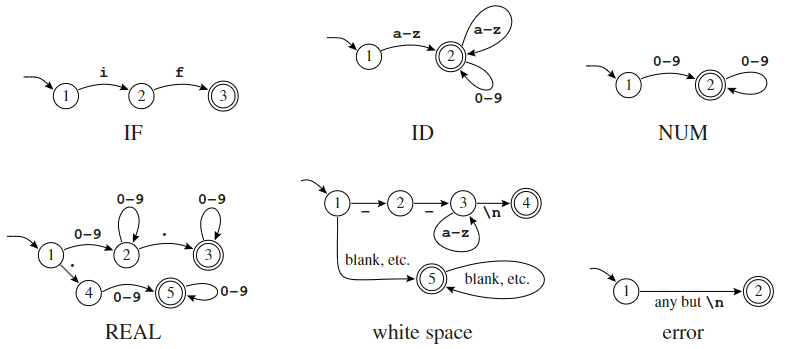 a-z
a-z
1
2
0-9
ID
i
f
1
2
3
IF
0-9
0-9
1
2
NUM
0-9
0-9
0-9
.
1
2
3
.
4
0-9
5
0-9
REAL
1
–
2
–
3
\n
4
a-z
blank, etc.
5
blank, etc.
white space
1
any but \n
2
error